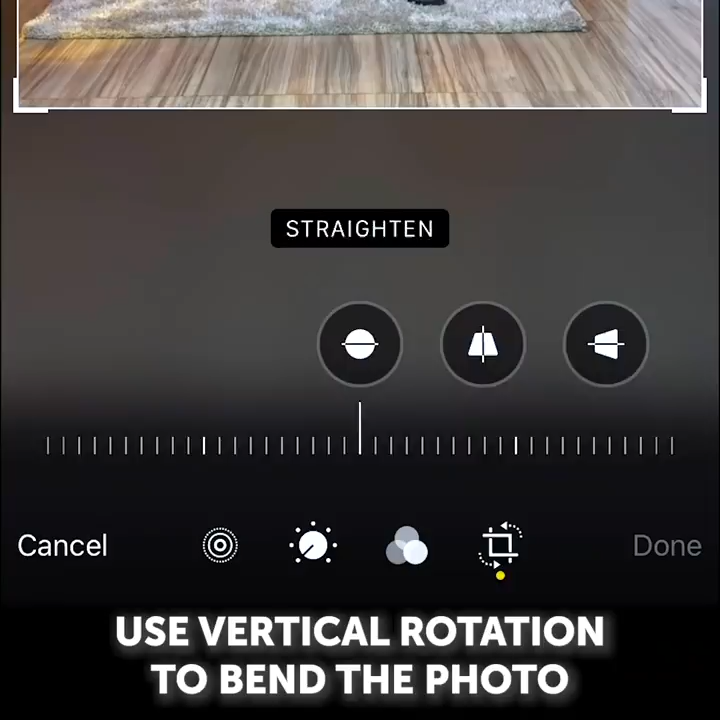 STRAIGHTEN
Cancel
Done
USE VERTICAL ROTATION
TO BEND THE PHOTO